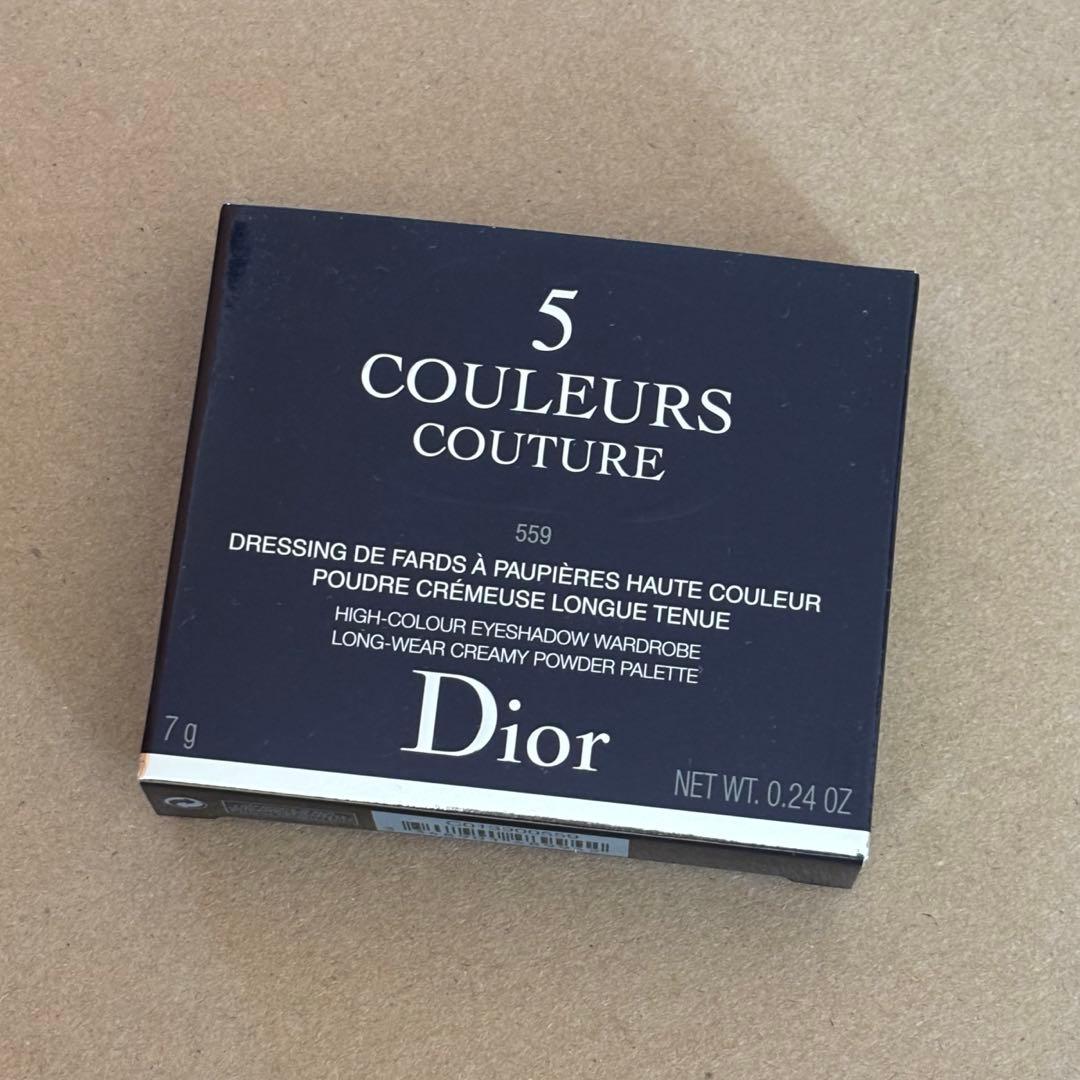 5
COULEURS
COUTURE
559
DRESSING DE FARDS À PAUPIÈRES HAUTE COULEUR
POUDRE CRÉMEUSE LONGUE TENUE
HIGH-COLOUR EYESHADOW WARDROBE
LONG-WEAR CREAMY POWDER PALETTE
Dior
7 g
NET WT. 0.24 OZ
C013300559